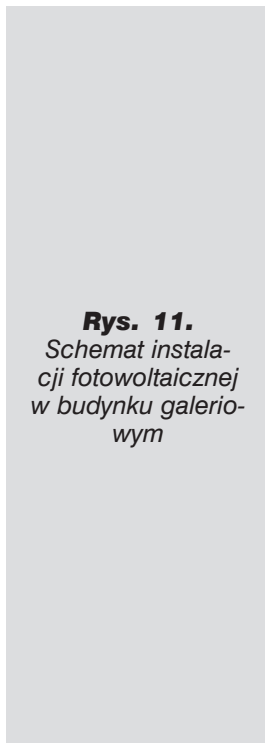 Rys. 11.
Schemat instala-
cji fotowoltaicznej
w budynku galerio-
wym